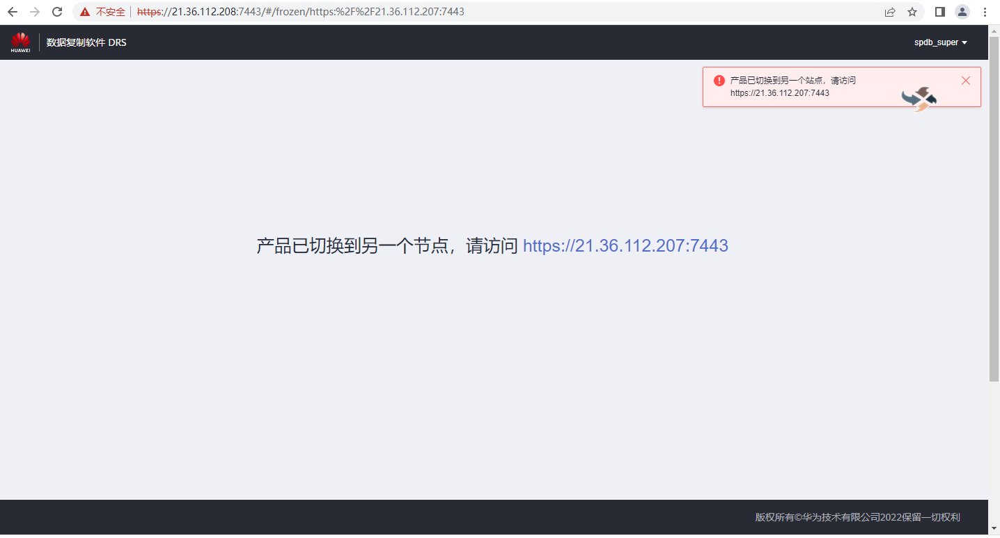 不安全 https://21.36.112.208:7443/#/frozen/https:%2F%2F21.36.112.207:7443
HUAWEI
数据复制软件 DRS
spdb_super
产品已切换到另一个站点，请访问
https://21.36.112.207:7443
产品已切换到另一个节点，请访问 https://21.36.112.207:7443
版权所有©华为技术有限公司2022保留一切权利